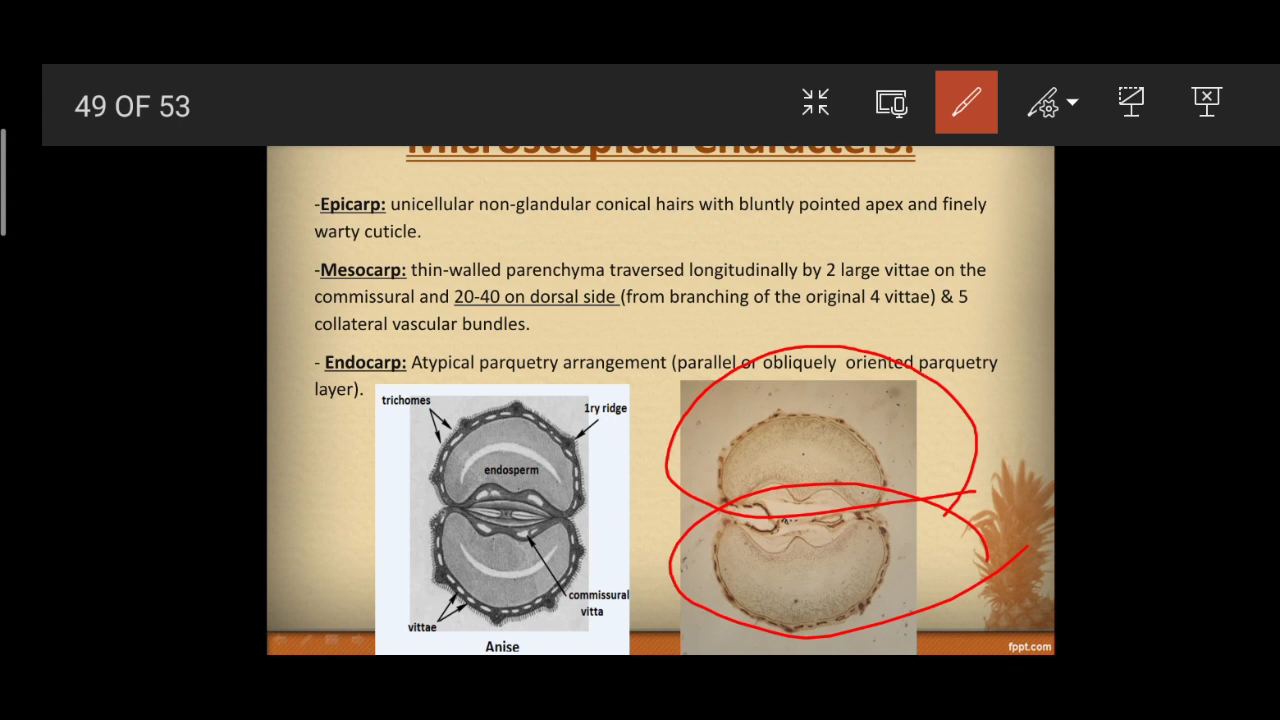 49 OF 53
Microscopical Characters:
-Epicarp: unicellular non-glandular conical hairs with bluntly pointed apex and finely
warty cuticle.
-Mesocarp: thin-walled parenchyma traversed longitudinally by 2 large vittae on the
commissural and 20-40 on dorsal side (from branching of the original 4 vittae) & 5
collateral vascular bundles.
- Endocarp: Atypical parquetry arrangement (parallel or obliquely oriented parquetry
layer).
trichomes
1ry ridge
endosperm
commissural
vitta
vittae
Anise
fppt.com